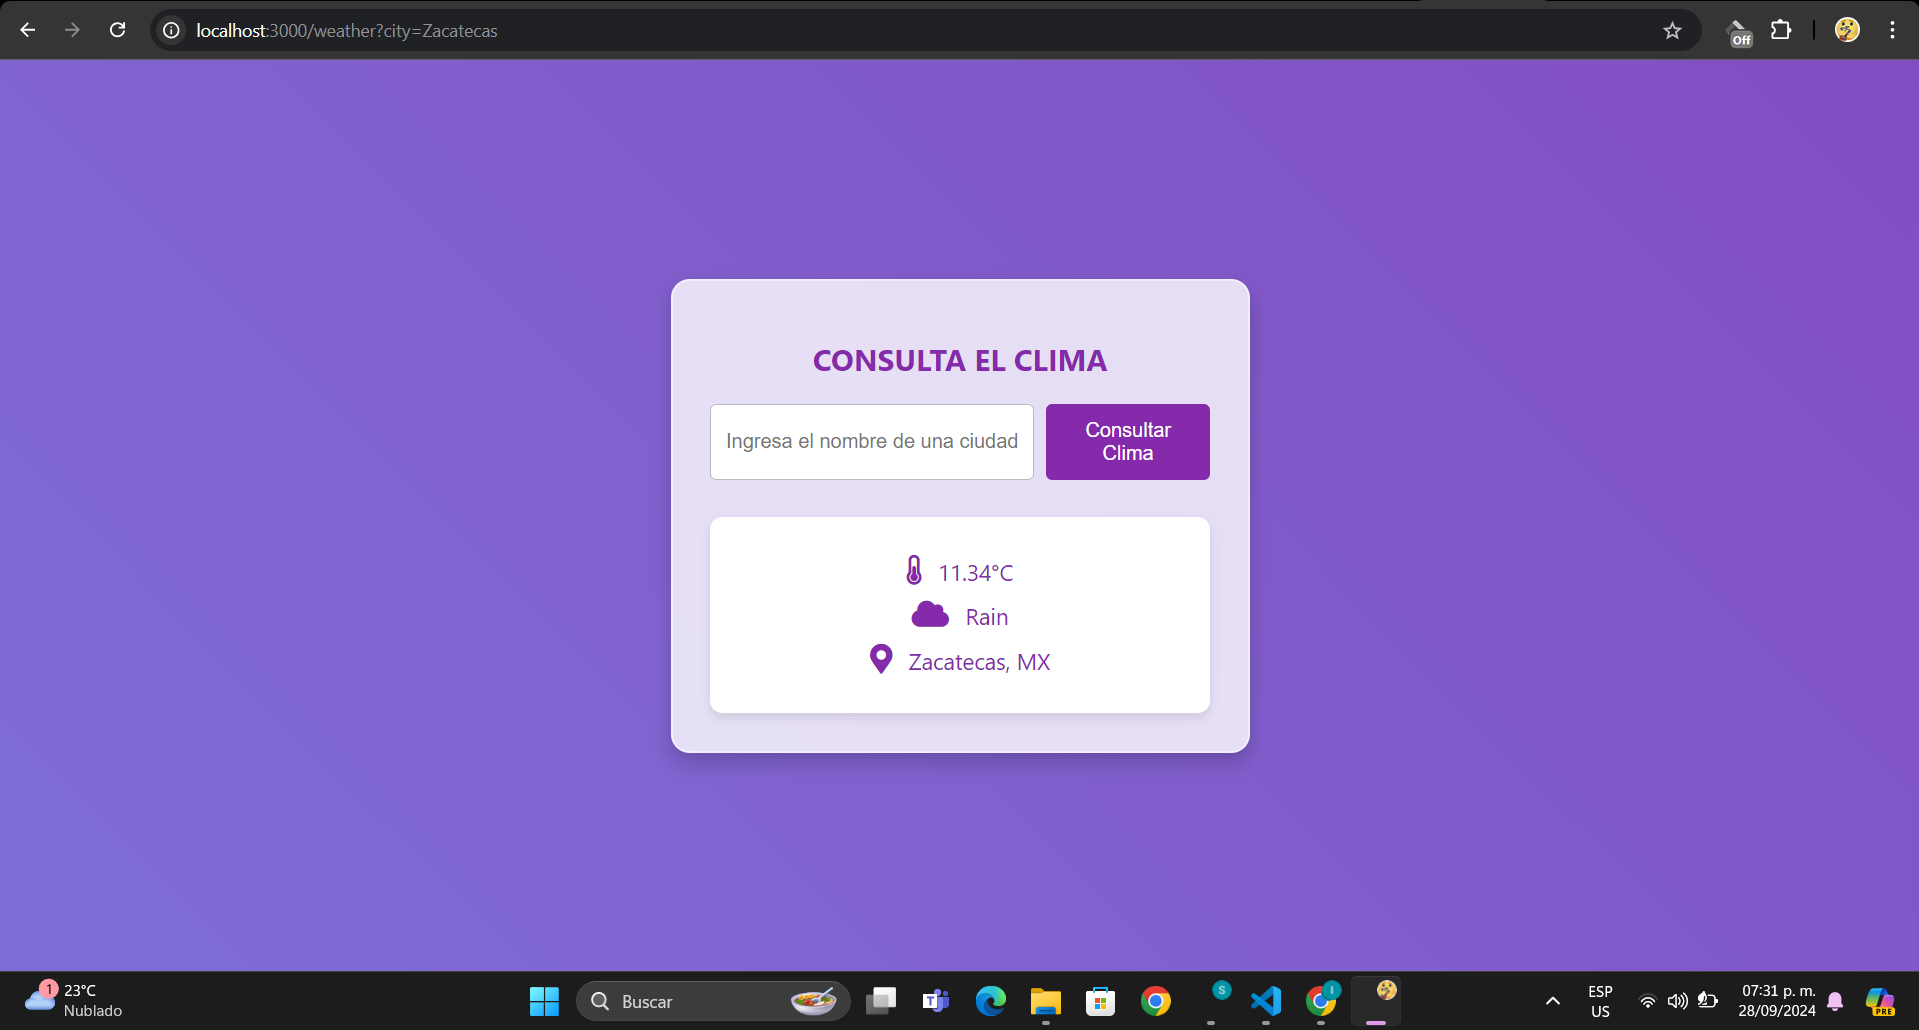 localhost:3000/weather?city=Zacatecas
Off
CONSULTA EL CLIMA
Ingresa el nombre de una ciudad
Consultar
Clima
11.34°C
Rain
Zacatecas, MX
1
23°C
Nublado
Buscar
T
S
I
ESP
US
07:31 p. m.
28/09/2024
PRE